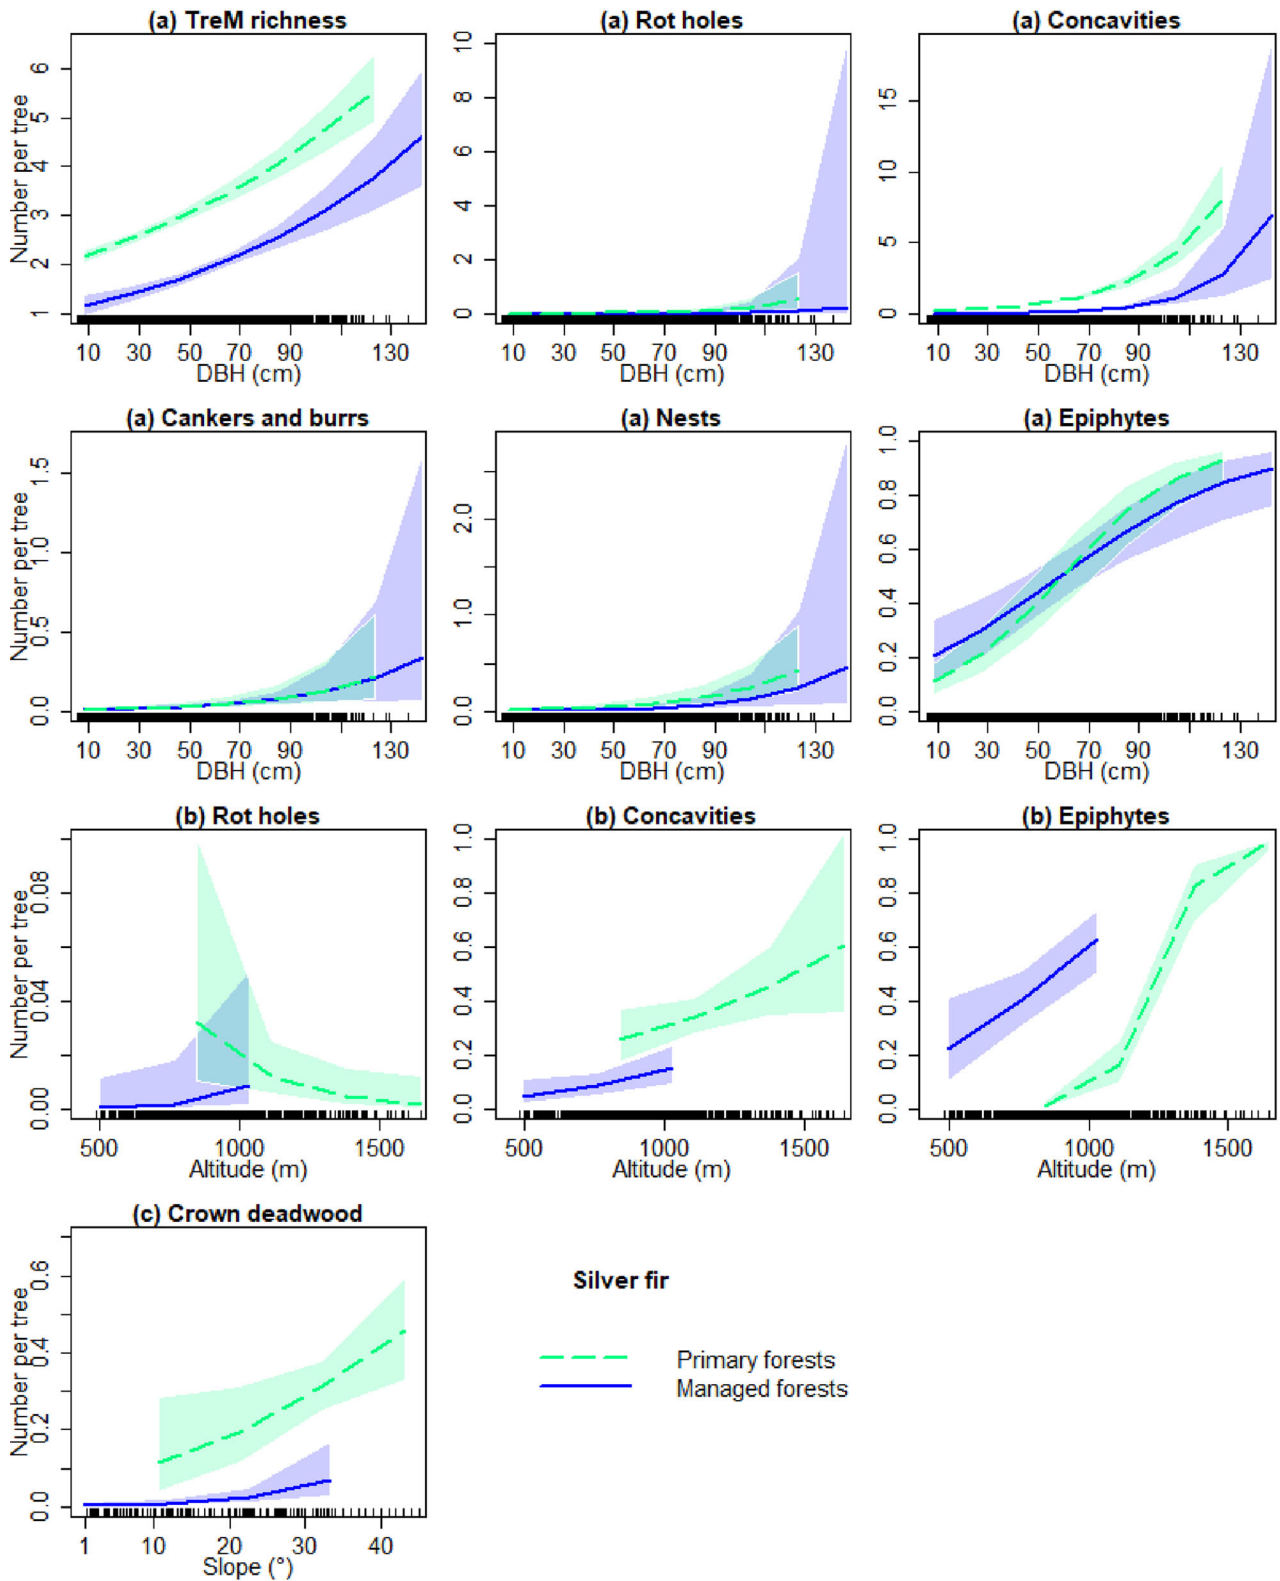 (a) TreM richness
(a) Rot holes
(a) Concavities
Number per tree
1 2 3 4 5 6
0 2 4 6 8 10
0 5 10 15
10 30 50 70 90 130
10 30 50 70 90 130
10 30 50 70 90 130
DBH (cm)
DBH (cm)
DBH (cm)
(a) Cankers and burrs
(a) Nests
(a) Epiphytes
Number per tree
0.0 0.5 1.0 1.5
0.0 1.0 2.0
0.0 0.2 0.4 0.6 0.8 1.0
10 30 50 70 90 130
10 30 50 70 90 130
10 30 50 70 90 130
DBH (cm)
DBH (cm)
DBH (cm)
(b) Rot holes
(b) Concavities
(b) Epiphytes
Number per tree
0.00 0.04 0.08
0.0 0.2 0.4 0.6 0.8 1.0
0.0 0.2 0.4 0.6 0.8 1.0
500 1000 1500
500 1000 1500
500 1000 1500
Altitude (m)
Altitude (m)
Altitude (m)
(c) Crown deadwood
Number per tree
0.0 0.2 0.4 0.6
1 10 20 30 40
Slope (°)
Silver fir
Primary forests
Managed forests